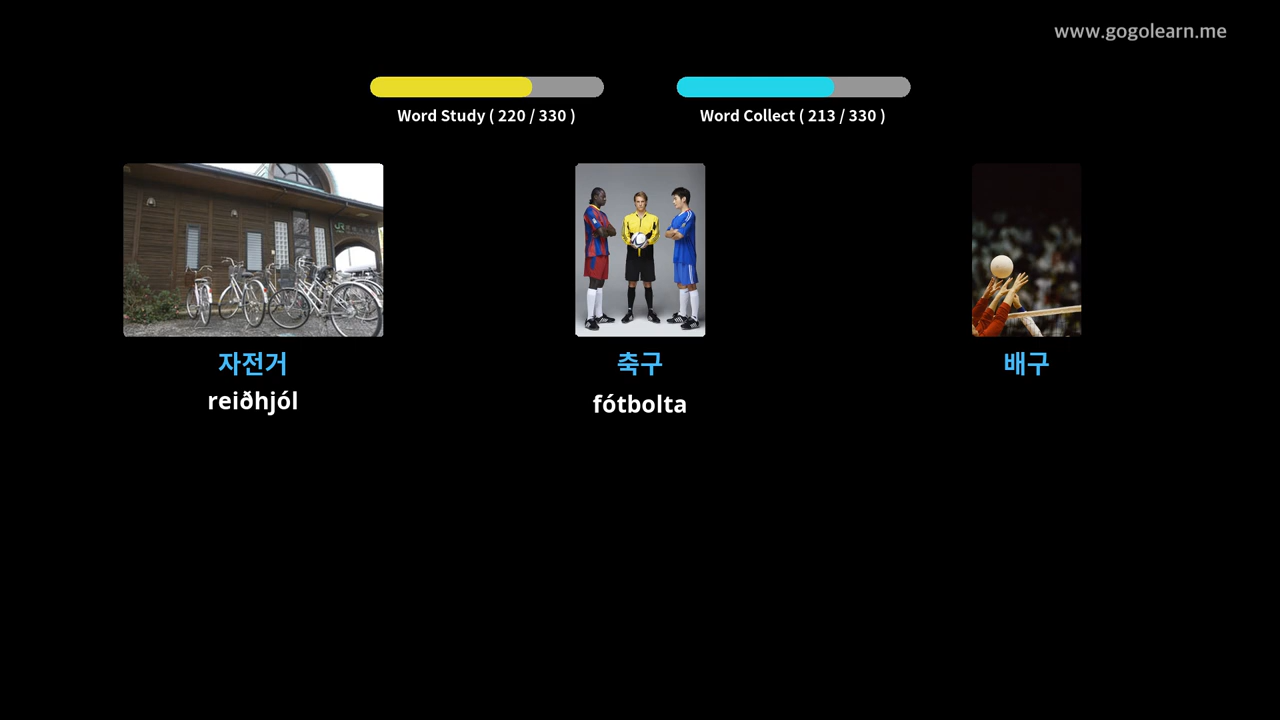 www.gogolearn.me
Word Study ( 220 / 330 )
Word Collect ( 213 / 330 )
JR
자전거
축구
배구
reiðhjól
fótbolta